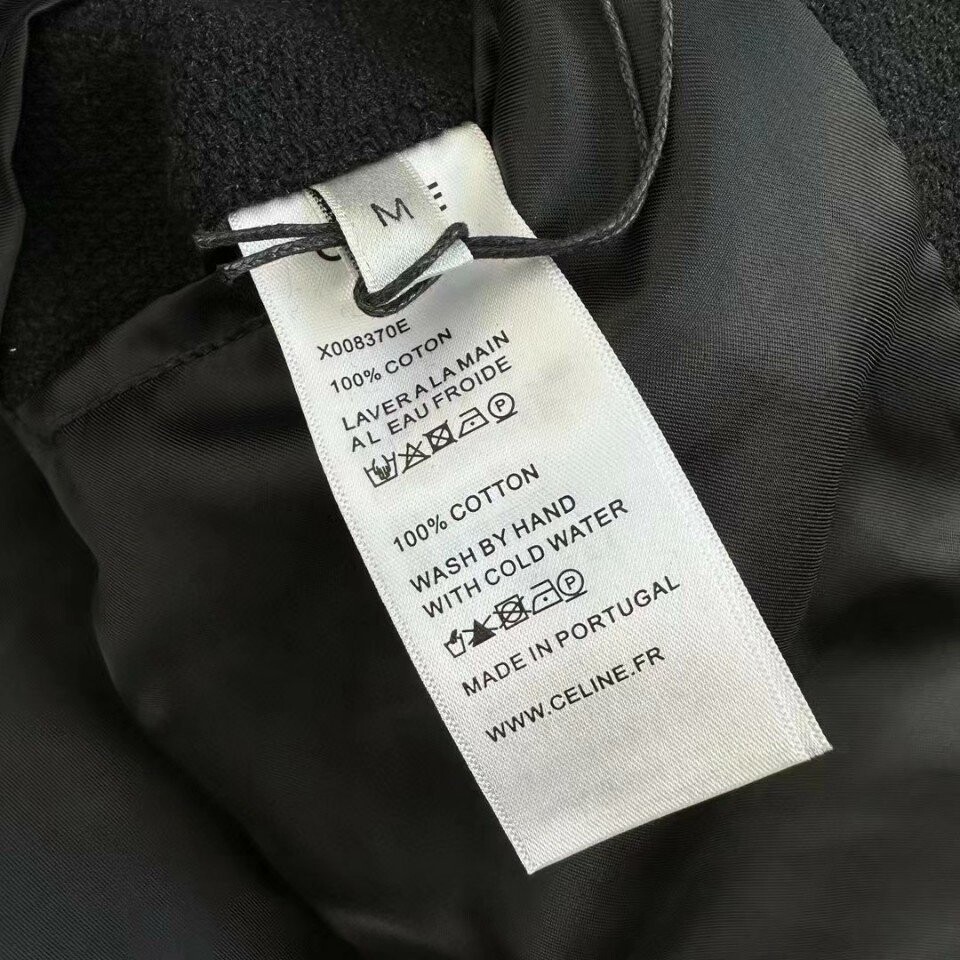 M
X008370E
100% COTON
LAVER A LA MAIN
A L EAU FROIDE
P
100% COTTON
WASH BY HAND
WITH COLD WATER
P
MADE IN PORTUGAL
WWW.CELINE.FR